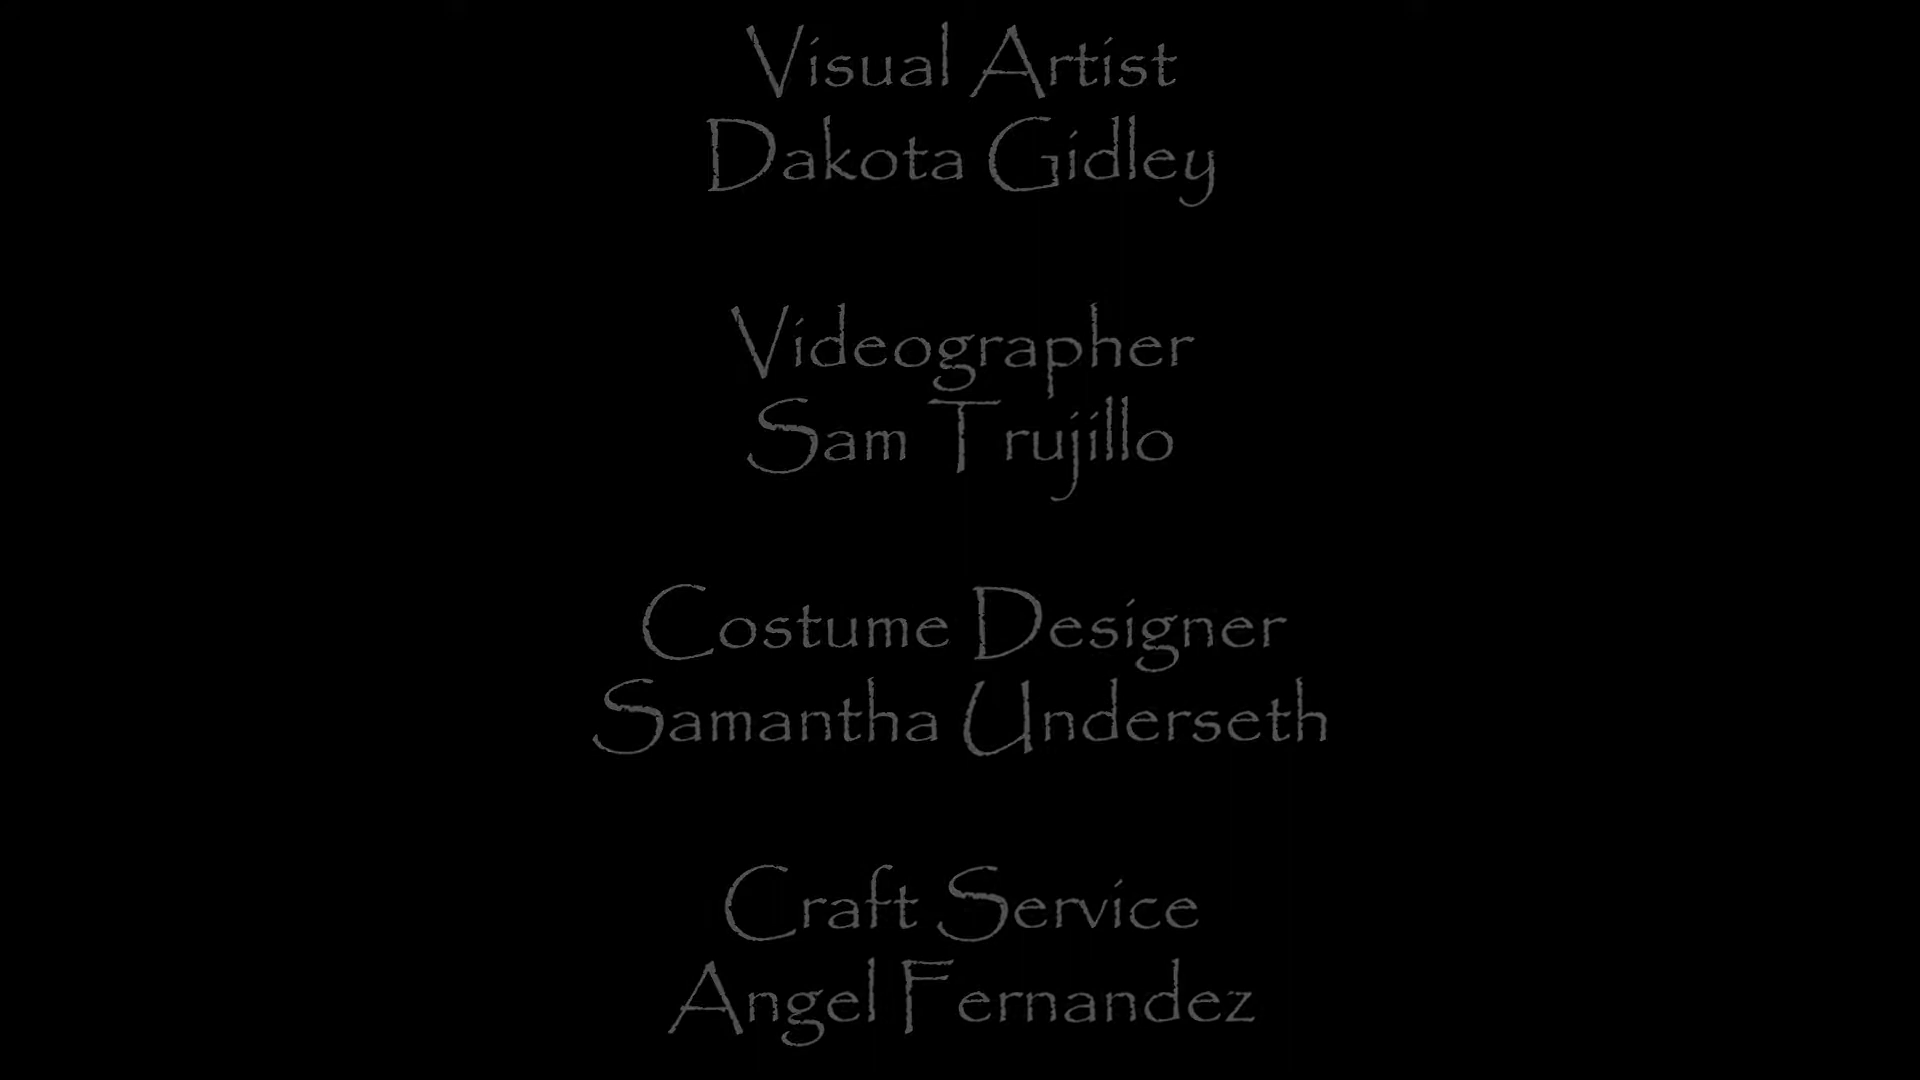 Visual Artist
Dakota Gidley
Videographer
Sam Trujillo
Costume Designer
Samantha Underseth
Craft Service
Angel Fernandez